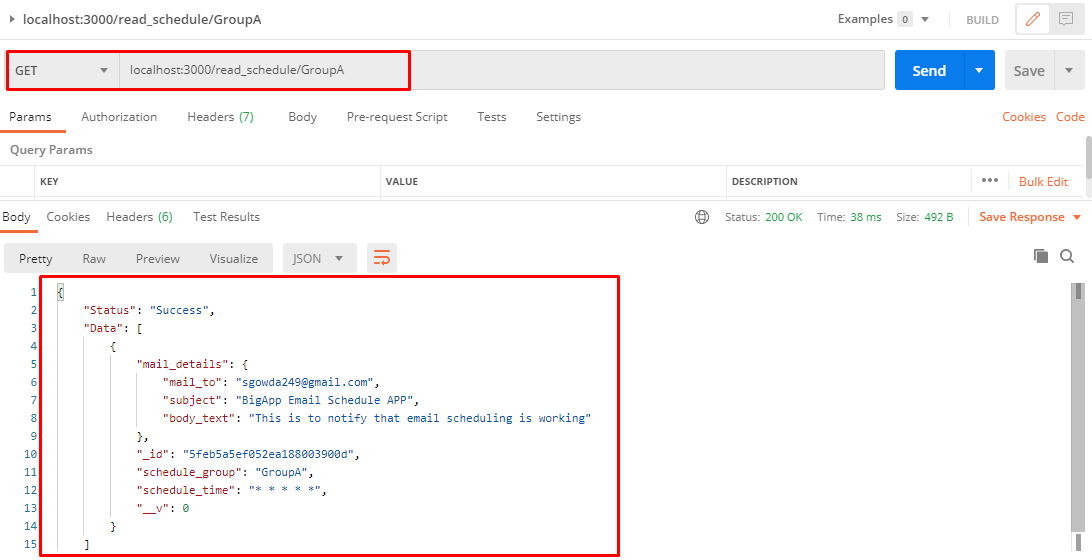 localhost:3000/read_schedule/GroupA Examples 0 BUILD
GET localhost:3000/read_schedule/GroupA Send Save
Params Authorization Headers (7) Body Pre-request Script Tests Settings Cookies Code
Query Params
KEY VALUE DESCRIPTION ••• Bulk Edit
Body Cookies Headers (6) Test Results Status: 200 OK Time: 38 ms Size: 492 B Save Response
Pretty Raw Preview Visualize JSON
1 {
2 "Status": "Success",
3 "Data": [
4 {
5 "mail_details": {
6 "mail_to": "sgowda249@gmail.com",
7 "subject": "BigApp Email Schedule APP",
8 "body_text": "This is to notify that email scheduling is working"
9 },
10 "_id": "5feb5a5ef052ea188003900d",
11 "schedule_group": "GroupA",
12 "schedule_time": "* * * * *",
13 "__v": 0
14 }
15 ]